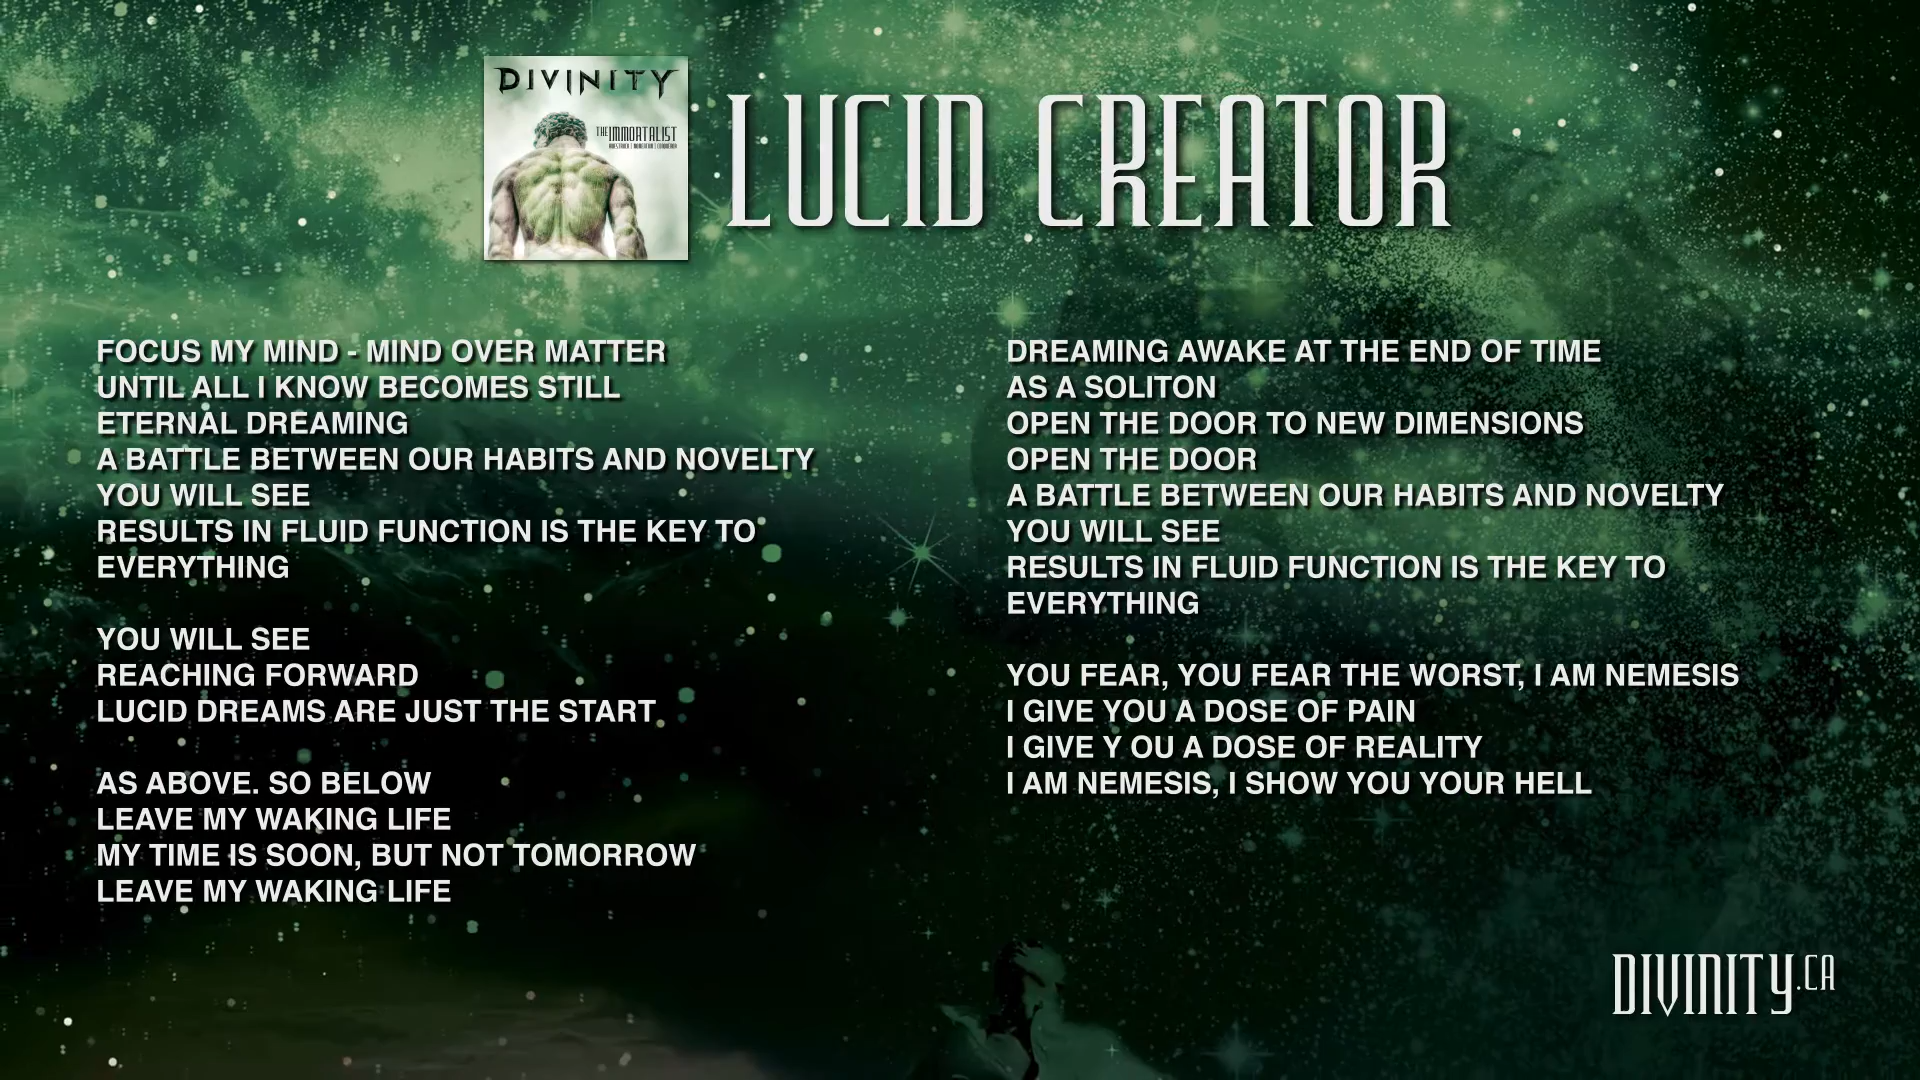 DIVINITY
THE IMMORTALIST
LUCID CREATOR
FOCUS MY MIND - MIND OVER MATTER
UNTIL ALL I KNOW BECOMES STILL
ETERNAL DREAMING
A BATTLE BETWEEN OUR HABITS AND NOVELTY
YOU WILL SEE
RESULTS IN FLUID FUNCTION IS THE KEY TO
EVERYTHING
YOU WILL SEE
REACHING FORWARD
LUCID DREAMS ARE JUST THE START
AS ABOVE. SO BELOW
LEAVE MY WAKING LIFE
MY TIME IS SOON, BUT NOT TOMORROW
LEAVE MY WAKING LIFE
DREAMING AWAKE AT THE END OF TIME
AS A SOLITON
OPEN THE DOOR TO NEW DIMENSIONS
OPEN THE DOOR
A BATTLE BETWEEN OUR HABITS AND NOVELTY
YOU WILL SEE
RESULTS IN FLUID FUNCTION IS THE KEY TO
EVERYTHING
YOU FEAR, YOU FEAR THE WORST, I AM NEMESIS
I GIVE YOU A DOSE OF PAIN
I GIVE Y OU A DOSE OF REALITY
I AM NEMESIS, I SHOW YOU YOUR HELL
DIVINITY.CA